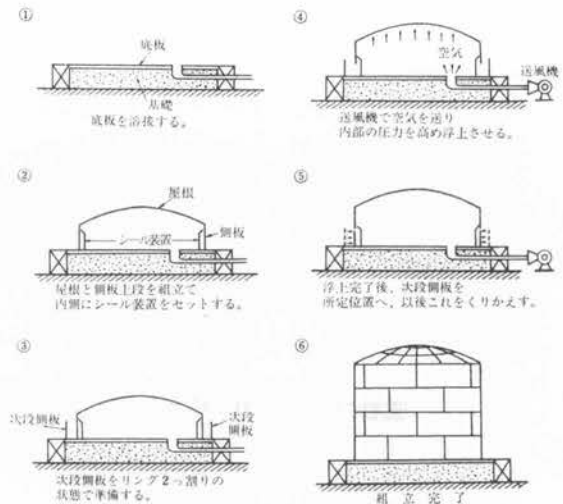 ①
底板
基礎
底板を溶接する。
②
屋根
側板
シール装置
屋根と側板上段を組立て
内側にシール装置をセットする。
③
次段側板
次段
側板
次段側板をリング2っ割りの
状態で準備する。
④
空気
送風機
送風機で空気を送り
内部の圧力を高め浮上させる。
⑤
浮上完了後、次段側板を
所定位置へ、以後これをくりかえす。
⑥
組立完了